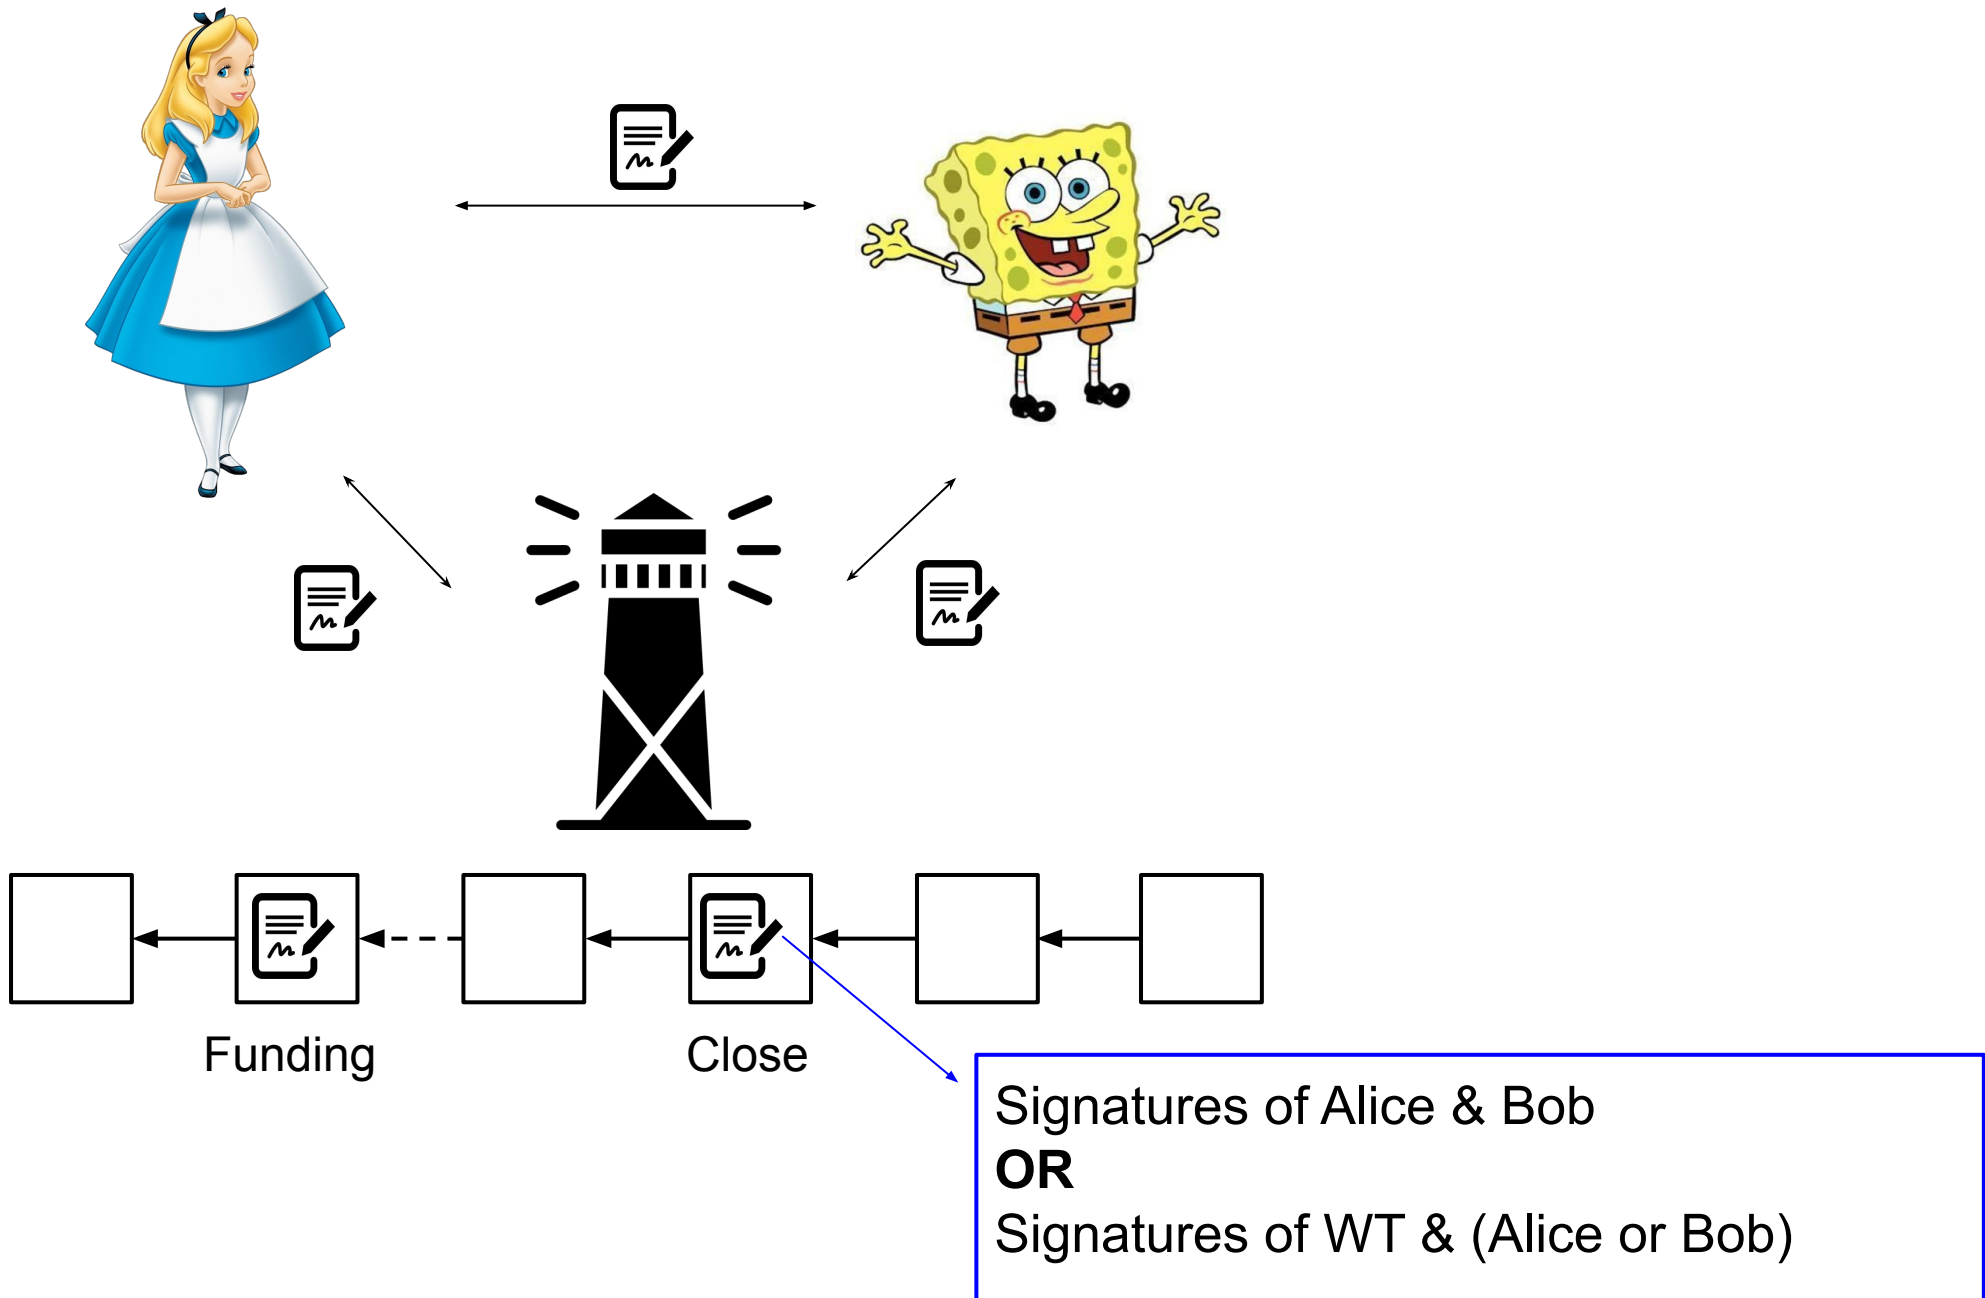 Funding
Close
Signatures of Alice & Bob
OR
Signatures of WT & (Alice or Bob)